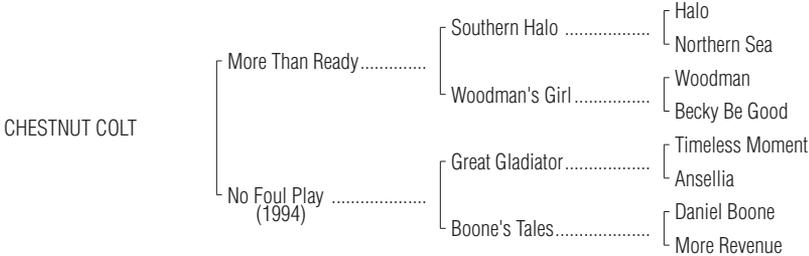 Halo
Southern Halo ..................
Northern Sea
More Than Ready..............
Woodman
Woodman's Girl................
Becky Be Good
CHESTNUT COLT
Timeless Moment
Great Gladiator..................
Ansellia
No Foul Play ....................
(1994)
Daniel Boone
Boone's Tales....................
More Revenue